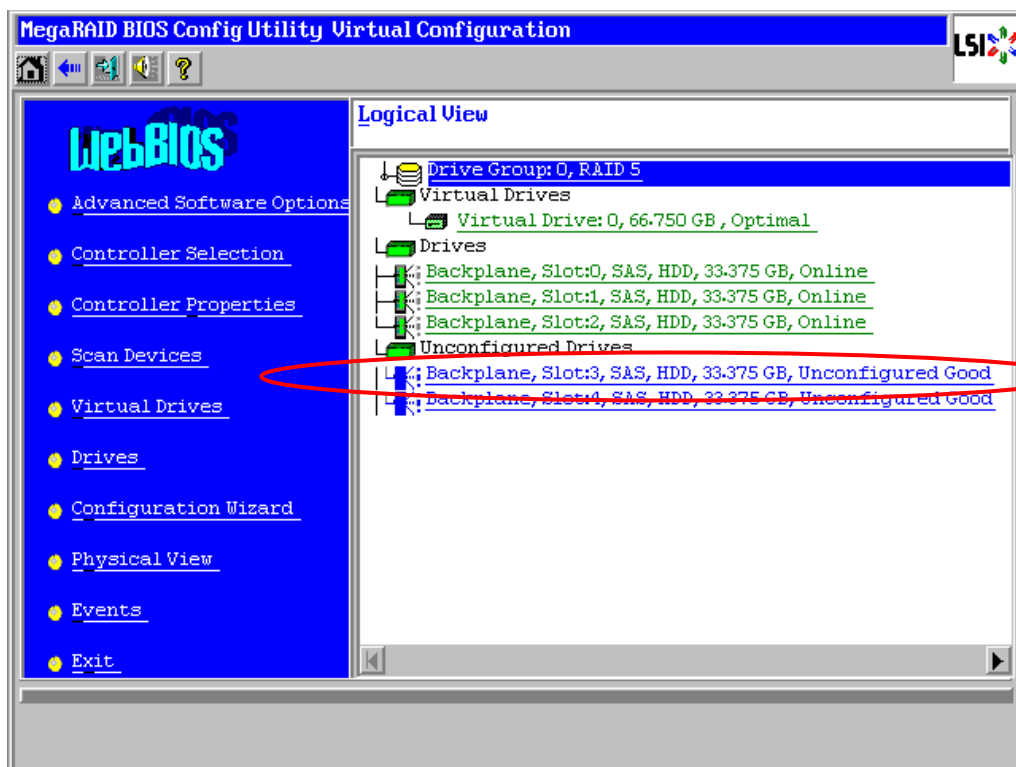 MegaRAID BIOS Config Utility Virtual Configuration
LSI
WebBIOS
Advanced Software Options
Controller Selection
Controller Properties
Scan Devices
Virtual Drives
Drives
Configuration Wizard
Physical View
Events
Exit
Logical View
Drive Group: 0, RAID 5
Virtual Drives
Virtual Drive: 0, 66.750 GB , Optimal
Drives
Backplane, Slot:0, SAS, HDD, 33.375 GB, Online
Backplane, Slot:1, SAS, HDD, 33.375 GB, Online
Backplane, Slot:2, SAS, HDD, 33.375 GB, Online
Unconfigured Drives
Backplane, Slot:3, SAS, HDD, 33.375 GB, Unconfigured Good
Backplane, Slot:4, SAS, HDD, 33.375 GB, Unconfigured Good